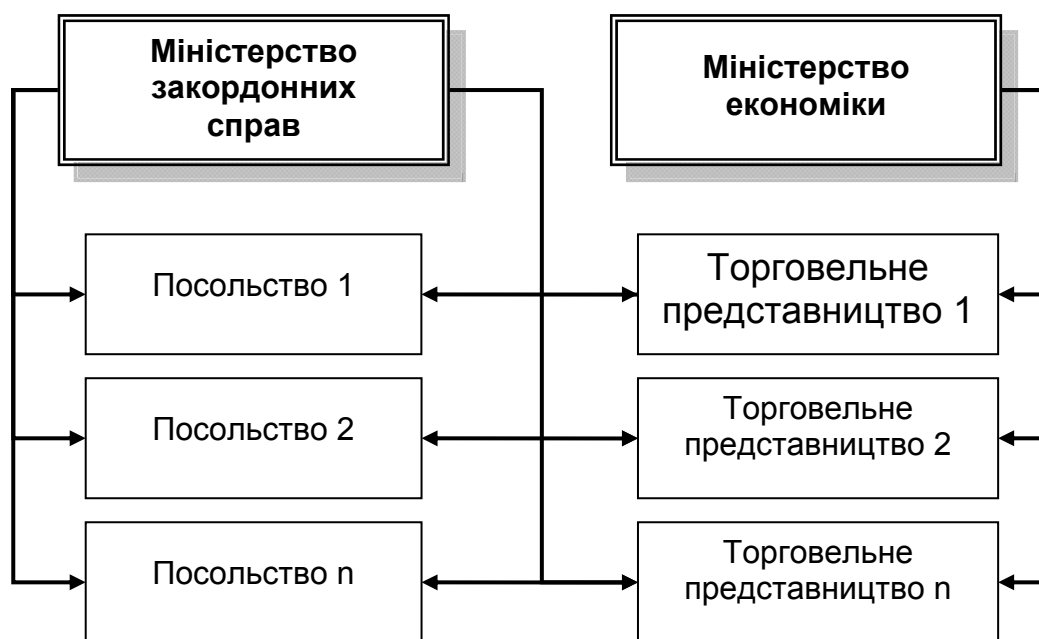 Міністерство
закордонних
справ
Міністерство
економіки
Посольство 1
Торговельне
представництво 1
Посольство 2
Торговельне
представництво 2
Посольство n
Торговельне
представництво n